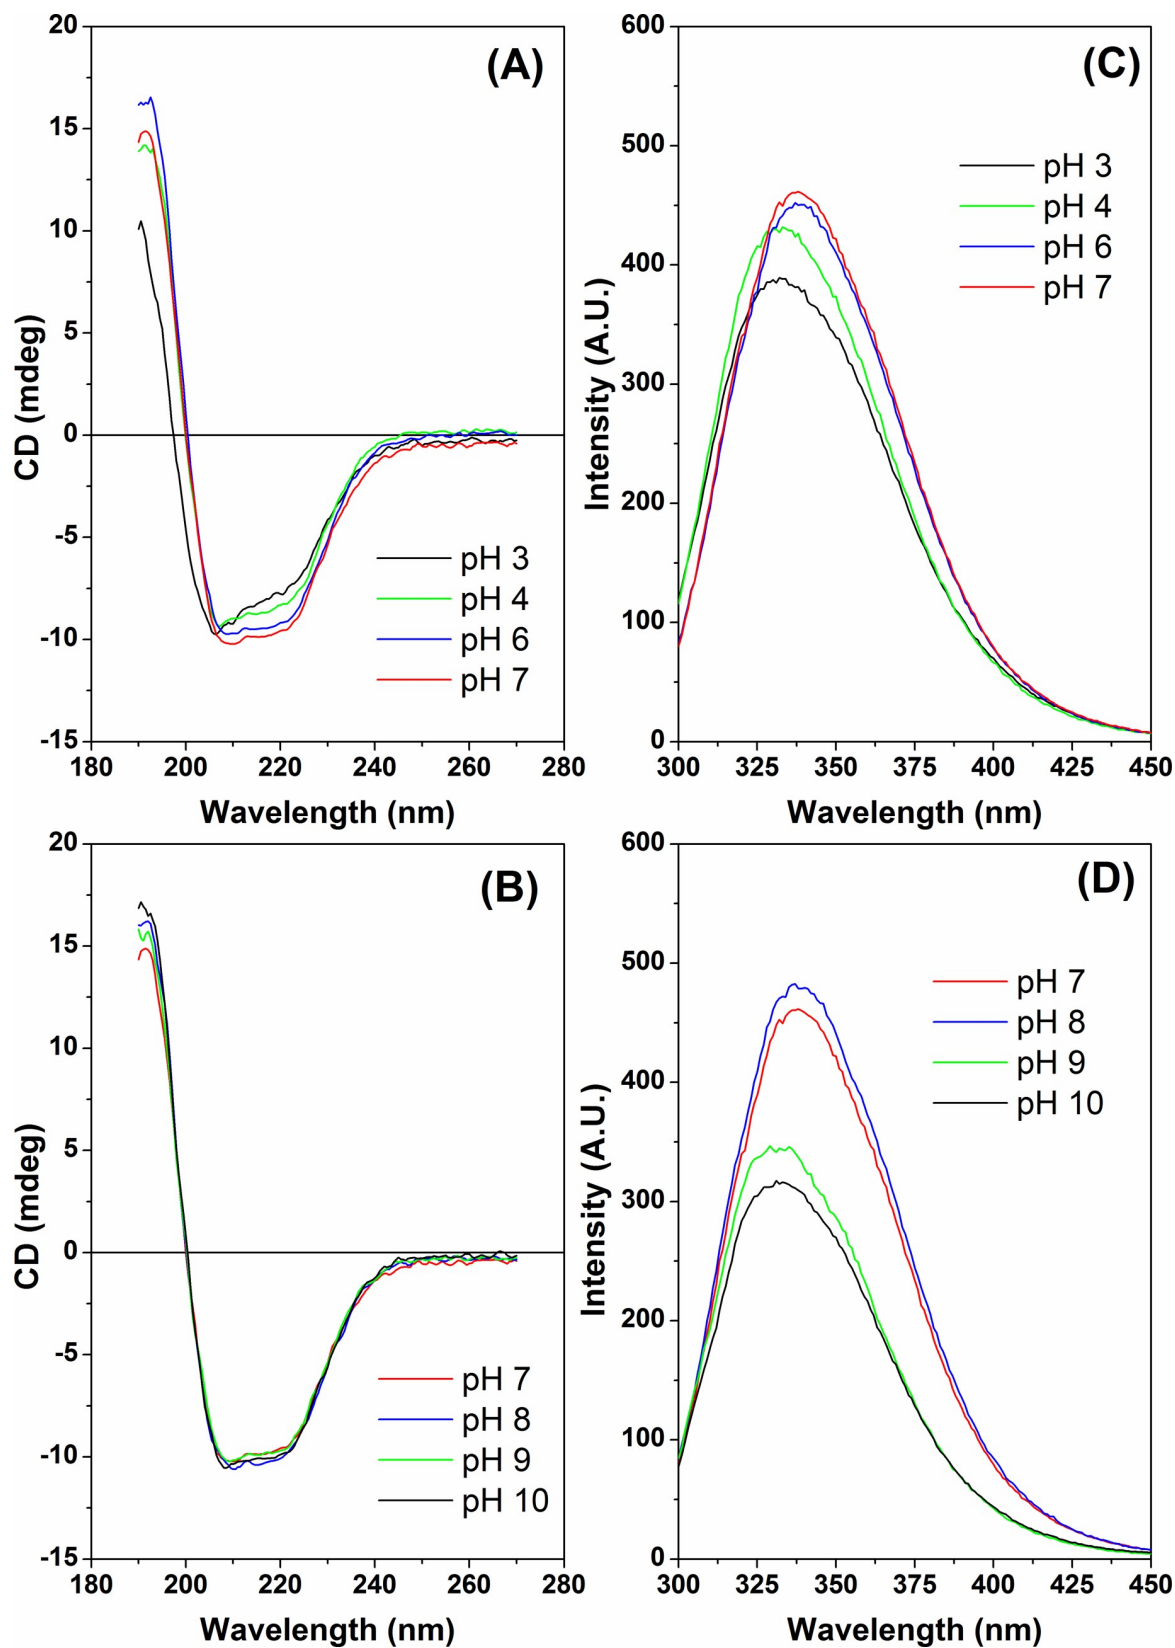 (A)
20
15
10
5
0
-5
-10
-15
CD (mdeg)
pH 3
pH 4
pH 6
pH 7
180 200 220 240 260 280
Wavelength (nm)
(C)
600
500
400
300
200
100
0
Intensity (A.U.)
pH 3
pH 4
pH 6
pH 7
300 325 350 375 400 425 450
Wavelength (nm)
(B)
20
15
10
5
0
-5
-10
-15
CD (mdeg)
pH 7
pH 8
pH 9
pH 10
180 200 220 240 260 280
Wavelength (nm)
(D)
600
500
400
300
200
100
0
Intensity (A.U.)
pH 7
pH 8
pH 9
pH 10
300 325 350 375 400 425 450
Wavelength (nm)